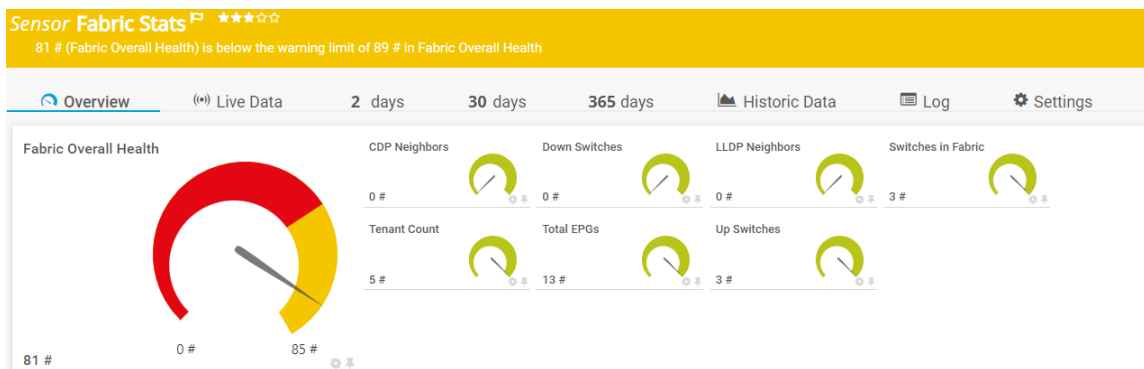 Sensor Fabric Stats
81 # (Fabric Overall Health) is below the warning limit of 89 # in Fabric Overall Health
Overview Live Data 2 days 30 days 365 days Historic Data Log Settings
Fabric Overall Health
0 # 85 #
81 #
CDP Neighbors Down Switches LLDP Neighbors Switches in Fabric
0 # 0 # 0 # 3 #
Tenant Count Total EPGs Up Switches
5 # 13 # 3 #